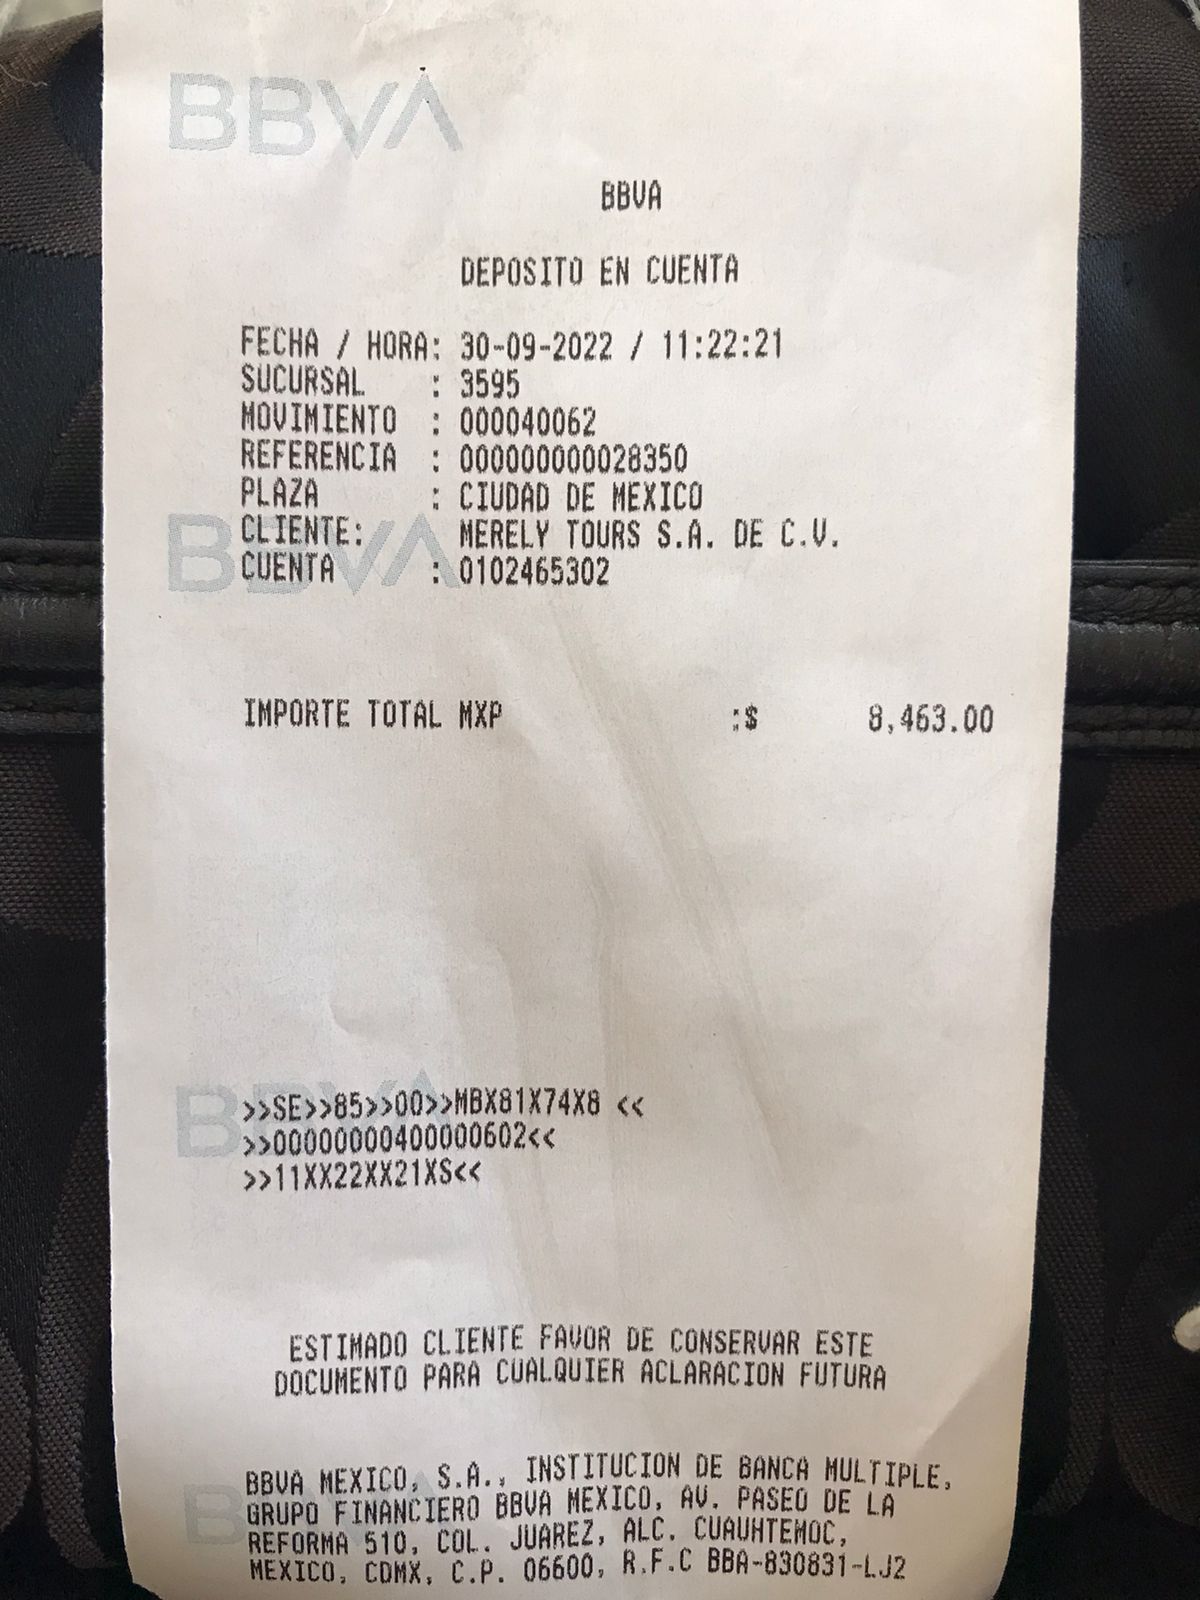 BBVA
BBVA
DEPOSITO EN CUENTA
FECHA / HORA: 30-09-2022 / 11:22:21
SUCURSAL : 3595
MOVIMIENTO : 000040062
REFERENCIA : 000000000028350
PLAZA : CIUDAD DE MEXICO
CLIENTE: MERELY TOURS S.A. DE C.V.
BBVA
CUENTA : 0102465302
IMPORTE TOTAL MXP :$ 8,463.00
BBVA
>>SE>>85>>00>>MBX81X74X8 <<
>>00000000400000602<<
>>11XX22XX21XS<<
ESTIMADO CLIENTE FAVOR DE CONSERVAR ESTE
DOCUMENTO PARA CUALQUIER ACLARACION FUTURA
BBVA MEXICO, S.A., INSTITUCION DE BANCA MULTIPLE,
GRUPO FINANCIERO BBVA MEXICO, AV. PASEO DE LA
REFORMA 510, COL. JUAREZ, ALC. CUAUHTEMOC,
MEXICO, CDMX, C.P. 06600, R.F.C BBA-830831-LJ2